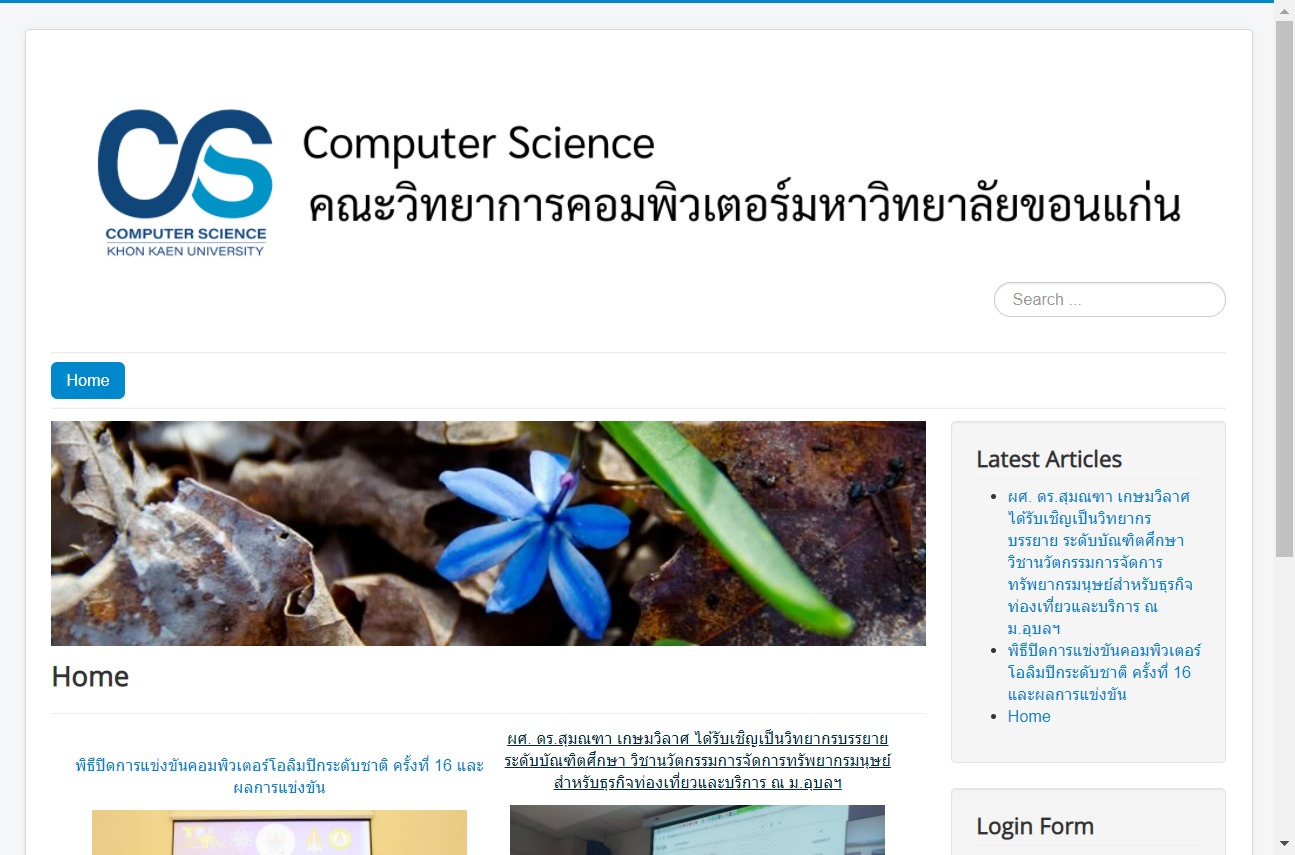 CS
COMPUTER SCIENCE
KHON KAEN UNIVERSITY
Computer Science
คณะวิทยาการคอมพิวเตอร์มหาวิทยาลัยขอนแก่น
Search ...
Home
Home
พิธีปิดการแข่งขันคอมพิวเตอร์โอลิมปิกระดับชาติ ครั้งที่ 16 และ
ผลการแข่งขัน
ผศ. ดร.สุมณฑา เกษมวิลาศ ได้รับเชิญเป็นวิทยากรบรรยาย
ระดับบัณฑิตศึกษา วิชานวัตกรรมการจัดการทรัพยากรมนุษย์
สำหรับธุรกิจท่องเที่ยวและบริการ ณ ม.อุบลฯ
Latest Articles
ผศ. ดร.สุมณฑา เกษมวิลาศ
ได้รับเชิญเป็นวิทยากร
บรรยาย ระดับบัณฑิตศึกษา
วิชานวัตกรรมการจัดการ
ทรัพยากรมนุษย์สำหรับธุรกิจ
ท่องเที่ยวและบริการ ณ
ม.อุบลฯ
พิธีปิดการแข่งขันคอมพิวเตอร์
โอลิมปิกระดับชาติ ครั้งที่ 16
และผลการแข่งขัน
Home
Login Form